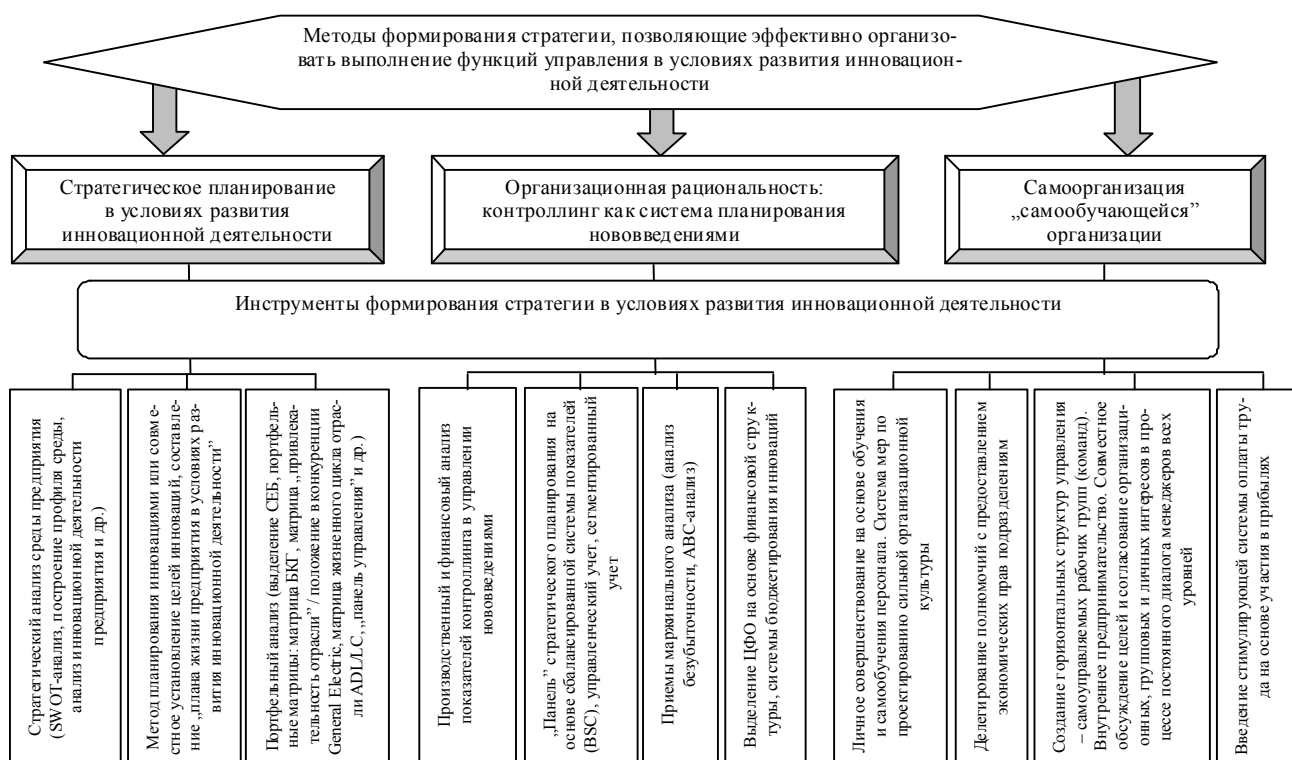 Методы формирования стратегии, позволяющие эффективно организо-
вать выполнение функций управления в условиях развития инновацион-
ной деятельности
Стратегическое планирование
в условиях развития
инновационной деятельности
Организационная рациональность:
контроллинг как система планирования
нововведениями
Самоорганизация
„самообучающейся”
организации
Инструменты формирования стратегии в условиях развития инновационной деятельности
Стратегический анализ среды предприятия
(SWOT-анализ, построение профиля среды,
анализ инновационной деятельности
предприятия и др.)
Метод планирования инновациями или совме-
стное установление целей инноваций, составле-
ние „плана жизни предприятия в условиях раз-
вития инновационной деятельности”
Портфельный анализ (выделение СЕБ, портфель-
ные матрицы: матрица БКГ, матрица „привлека-
тельность отрасли” / положение в конкуренции
General Electric, матрица жизненного цикла отрас-
ли ADL/LC, „панель управления” и др.)
Производственный и финансовый анализ
показателей контроллинга в управлении
нововведениями
„Панель” стратегического планирования на
основе сбалансированной системы показателей
(BSC), управленческий учет, сегментированный
учет
Приемы маржинального анализа (анализ
безубыточности, АВС-анализ)
Выделение ЦФО на основе финансовой струк-
туры, системы бюджетирования инноваций
Личное совершенствование на основе обучения
и самообучения персонала. Система мер по
проектированию сильной организационной
культуры
Делегирование полномочий с предоставлением
экономических прав подразделениям
Создание горизонтальных структур управления
– самоуправляемых рабочих групп (команд).
Внутреннее предпринимательство. Совместное
обсуждение целей и согласование организаци-
онных, групповых и личных интересов в про-
цессе постоянного диалога менеджеров всех
уровней
Введение стимулирующей системы оплаты тру-
да на основе участия в прибылях